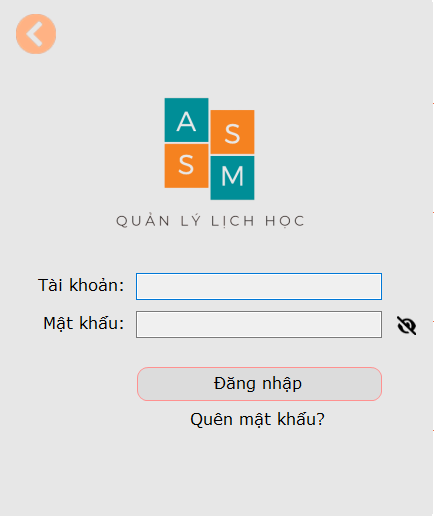 A S
S M
QUẢN LÝ LỊCH HỌC
Tài khoản:
Mật khẩu:
Đăng nhập
Quên mật khẩu?